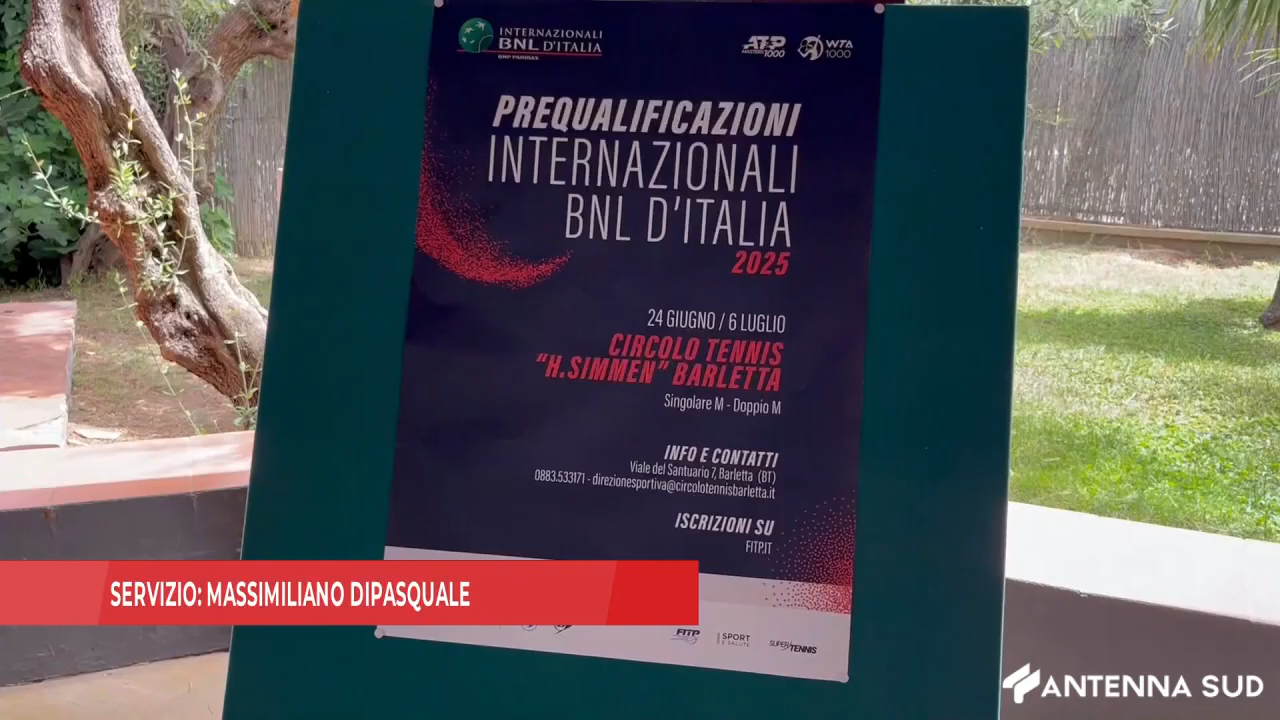 INTERNAZIONALI
BNL D'ITALIA
BNP PARIBAS
ATP
MASTERS
1000
WTA
1000
PREQUALIFICAZIONI
INTERNAZIONALI
BNL D'ITALIA
2025
24 GIUGNO / 6 LUGLIO
CIRCOLO TENNIS
"H.SIMMEN" BARLETTA
Singolare M - Doppio M
INFO E CONTATTI
Viale del Santuario 7, Barletta (BT)
0883.533171 - direzionesportiva@circolotennisbarletta.it
ISCRIZIONI SU
FITP.IT
SERVIZIO: MASSIMILIANO DIPASQUALE
FITP
SPORT
E SALUTE
SUPERTENNIS
ANTENNA SUD